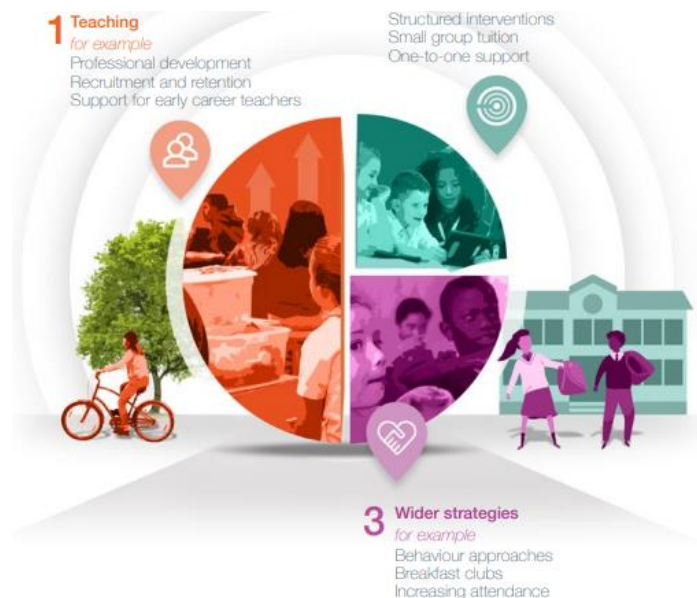 1 Teaching
for example
Professional development
Recruitment and retention
Support for early career teachers
Structured interventions
Small group tuition
One-to-one support
3 Wider strategies
for example
Behaviour approaches
Breakfast clubs
Increasing attendance